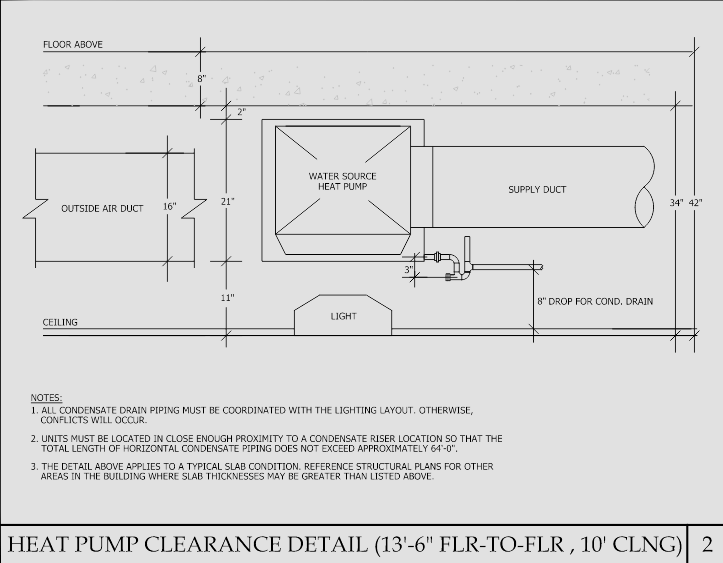 FLOOR ABOVE
8"
2"
WATER SOURCE
HEAT PUMP
SUPPLY DUCT
OUTSIDE AIR DUCT
16"
21"
34" 42"
3"
11"
8" DROP FOR COND. DRAIN
LIGHT
CEILING
NOTES:
1. ALL CONDENSATE DRAIN PIPING MUST BE COORDINATED WITH THE LIGHTING LAYOUT. OTHERWISE,
CONFLICTS WILL OCCUR.
2. UNITS MUST BE LOCATED IN CLOSE ENOUGH PROXIMITY TO A CONDENSATE RISER LOCATION SO THAT THE
TOTAL LENGTH OF HORIZONTAL CONDENSATE PIPING DOES NOT EXCEED APPROXIMATELY 64'-0".
3. THE DETAIL ABOVE APPLIES TO A TYPICAL SLAB CONDITION. REFERENCE STRUCTURAL PLANS FOR OTHER
AREAS IN THE BUILDING WHERE SLAB THICKNESSES MAY BE GREATER THAN LISTED ABOVE.
HEAT PUMP CLEARANCE DETAIL (13'-6" FLR-TO-FLR , 10' CLNG) 2